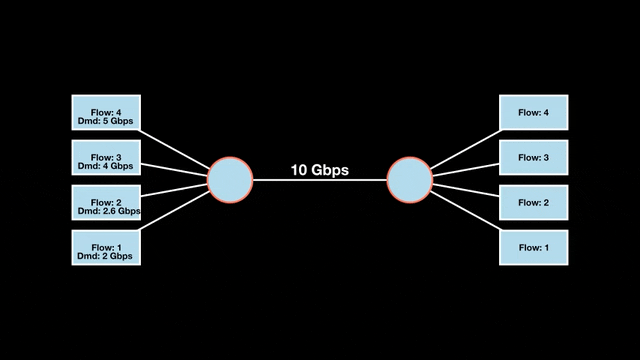 Flow: 4
Dmd: 5 Gbps
Flow: 3
Dmd: 4 Gbps
Flow: 2
Dmd: 2.6 Gbps
Flow: 1
Dmd: 2 Gbps
10 Gbps
Flow: 4
Flow: 3
Flow: 2
Flow: 1